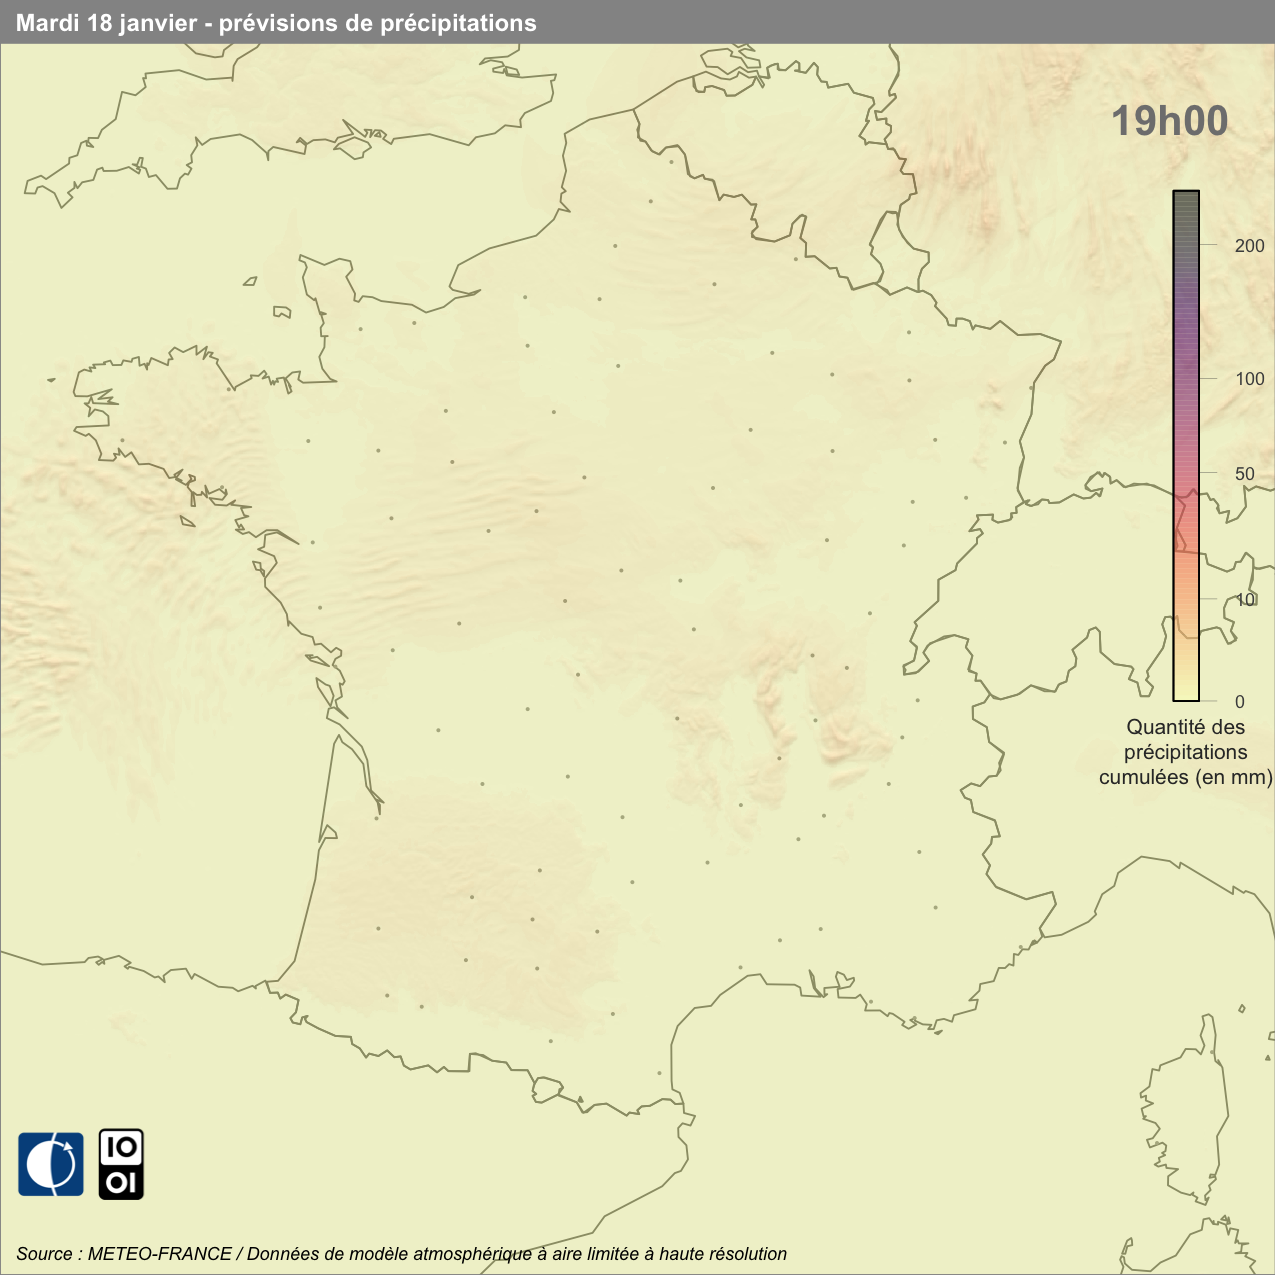 Mardi 18 janvier - prévisions de précipitations
19h00
200
100
50
10
0
Quantité des
précipitations
cumulées (en mm)
IO
OI
Source : METEO-FRANCE / Données de modèle atmosphérique à aire limitée à haute résolution